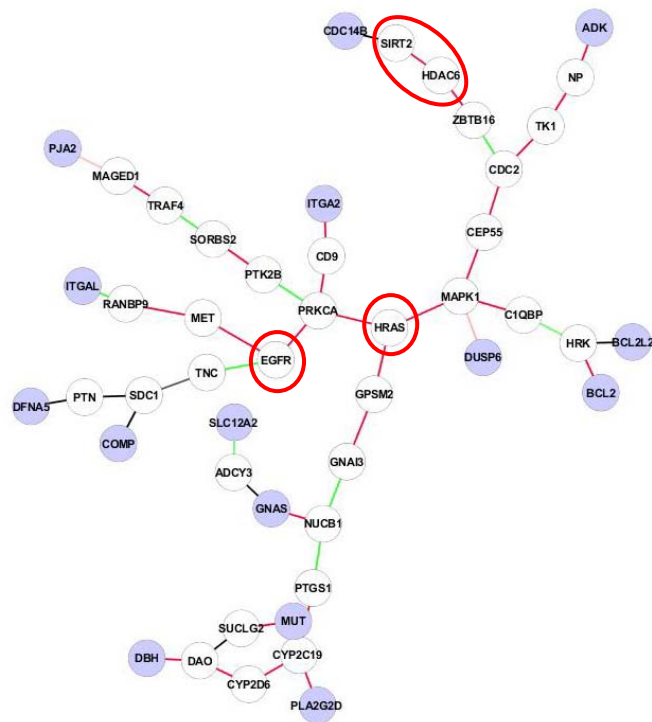 CDC14B
SIRT2
ADK
HDAC6
NP
ZBTB16
TK1
PJA2
MAGED1
CDC2
TRAF4
ITGA2
SORBS2
CEP55
CD9
PTK2B
ITGAL
RANBP9
MET
PRKCA
MAPK1
C1QBP
HRAS
EGFR
DUSP6
HRK
BCL2L2
TNC
DFNA5
PTN
SDC1
GPSM2
BCL2
SLC12A2
COMP
ADCY3
GNAI3
GNAS
NUCB1
PTGS1
SUCLG2
MUT
DBH
DAO
CYP2C19
CYP2D6
PLA2G2D